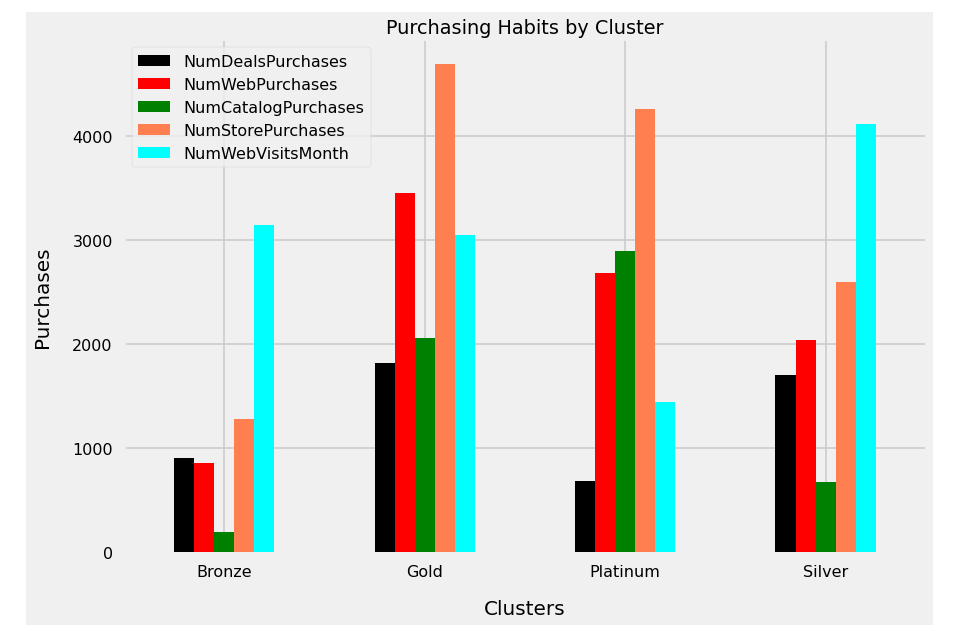 Purchasing Habits by Cluster
NumDealsPurchases
NumWebPurchases
NumCatalogPurchases
NumStorePurchases
NumWebVisitsMonth
Purchases
4000
3000
2000
1000
0
Bronze Gold Platinum Silver
Clusters